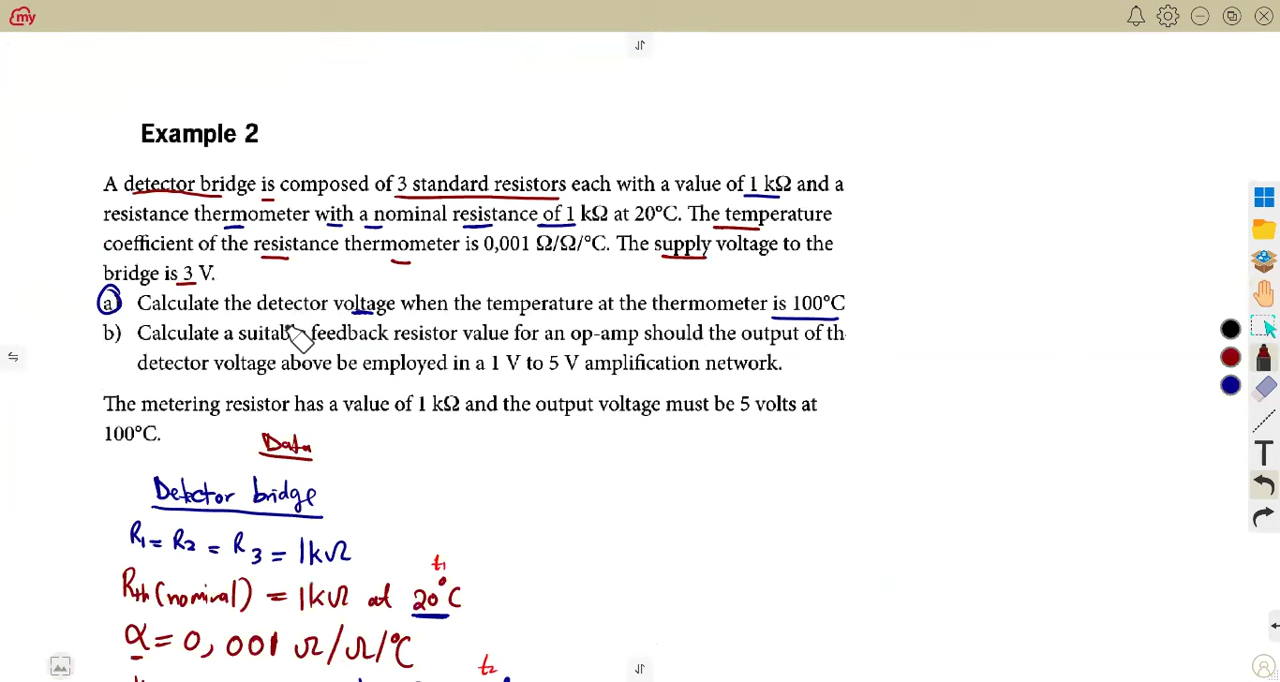 my
Example 2
A detector bridge is composed of 3 standard resistors each with a value of 1 kΩ and a
resistance thermometer with a nominal resistance of 1 kΩ at 20°C. The temperature
coefficient of the resistance thermometer is 0,001 Ω/Ω/°C. The supply voltage to the
bridge is 3 V.
a) Calculate the detector voltage when the temperature at the thermometer is 100°C
b) Calculate a feedback resistor value for an op-amp should the output of th
detector voltage above be employed in a 1 V to 5 V amplification network.
The metering resistor has a value of 1 kΩ and the output voltage must be 5 volts at
100°C.
Data
Detector bridge
R1 = R2 = R3 = 1kΩ
t1
Rth (nominal) = 1kΩ at 20°C
α = 0,001 Ω/Ω/°C
t2
T